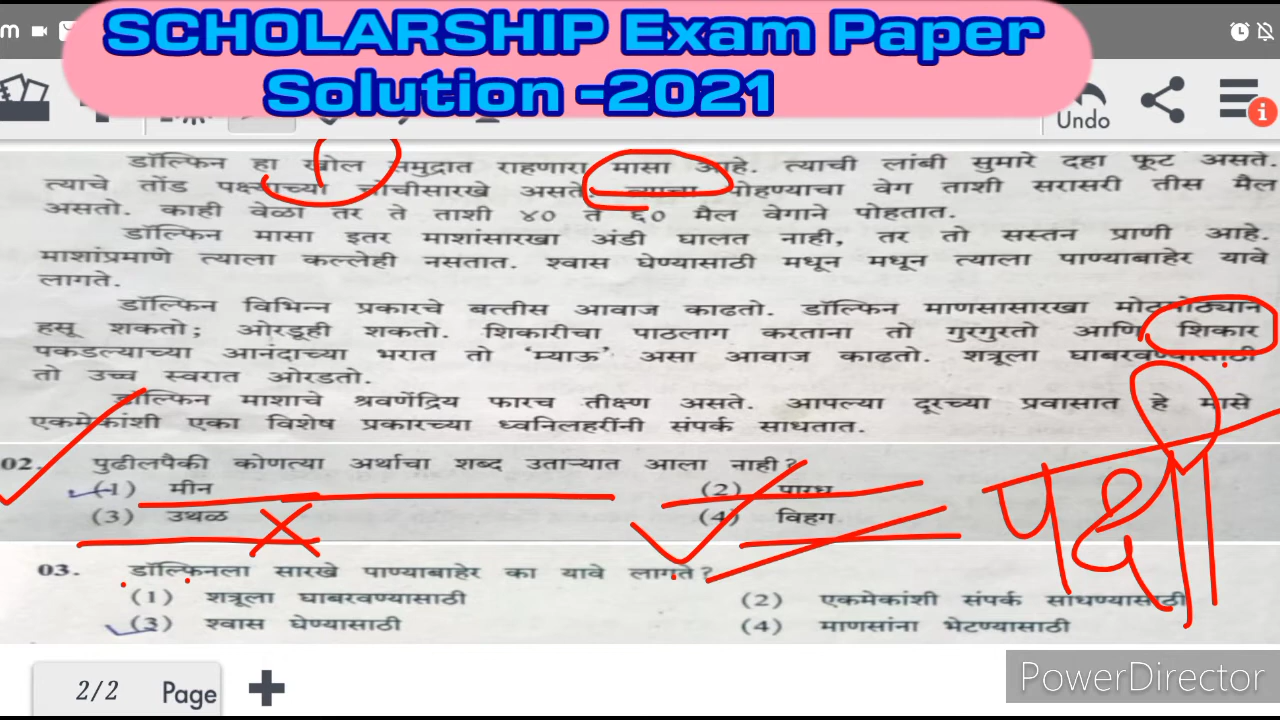 SCHOLARSHIP Exam Paper
Solution -2021
m
Undo
डॉल्फिन हा खोल समुद्रात राहणारा मासा आहे. त्याची लांबी सुमारे दहा फूट असते.
त्याचे तोंड पक्ष्याच्या चोचीसारखे असते. त्याचा पोहण्याचा वेग ताशी सरासरी तीस मैल
असतो. काही वेळा तर ते ताशी ४० ते ६० मैल वेगाने पोहतात.
डॉल्फिन मासा इतर माशांसारखा अंडी घालत नाही, तर तो सस्तन प्राणी आहे.
माशांप्रमाणे त्याला कल्लेही नसतात. श्वास घेण्यासाठी मधून मधून त्याला पाण्याबाहेर यावे
लागते.
डॉल्फिन विभिन्न प्रकारचे बत्तीस आवाज काढतो. डॉल्फिन माणसासारखा मोठमोठ्याने
हसू शकतो; ओरडूही शकतो. शिकारीचा पाठलाग करताना तो गुरगुरतो आणि शिकार
पकडल्याच्या आनंदाच्या भरात तो 'म्याऊ' असा आवाज काढतो. शत्रूला घाबरवण्यासाठी
तो उच्च स्वरात ओरडतो.
डॉल्फिन माशाचे श्रवणेंद्रिय फारच तीक्ष्ण असते. आपल्या दूरच्या प्रवासात हे मासे
एकमेकांशी एका विशेष प्रकारच्या ध्वनिलहरींनी संपर्क साधतात.
02. पुढीलपैकी कोणत्या अर्थाचा शब्द उताऱ्यात आला नाही?
(1) मीन (2) पारध
(3) उथळ (4) विहग
पक्षी
03. डॉल्फिनला सारखे पाण्याबाहेर का यावे लागते?
(1) शत्रूला घाबरवण्यासाठी (2) एकमेकांशी संपर्क साधण्यासाठी
(3) श्वास घेण्यासाठी (4) माणसांना भेटण्यासाठी
2/2 Page
PowerDirector